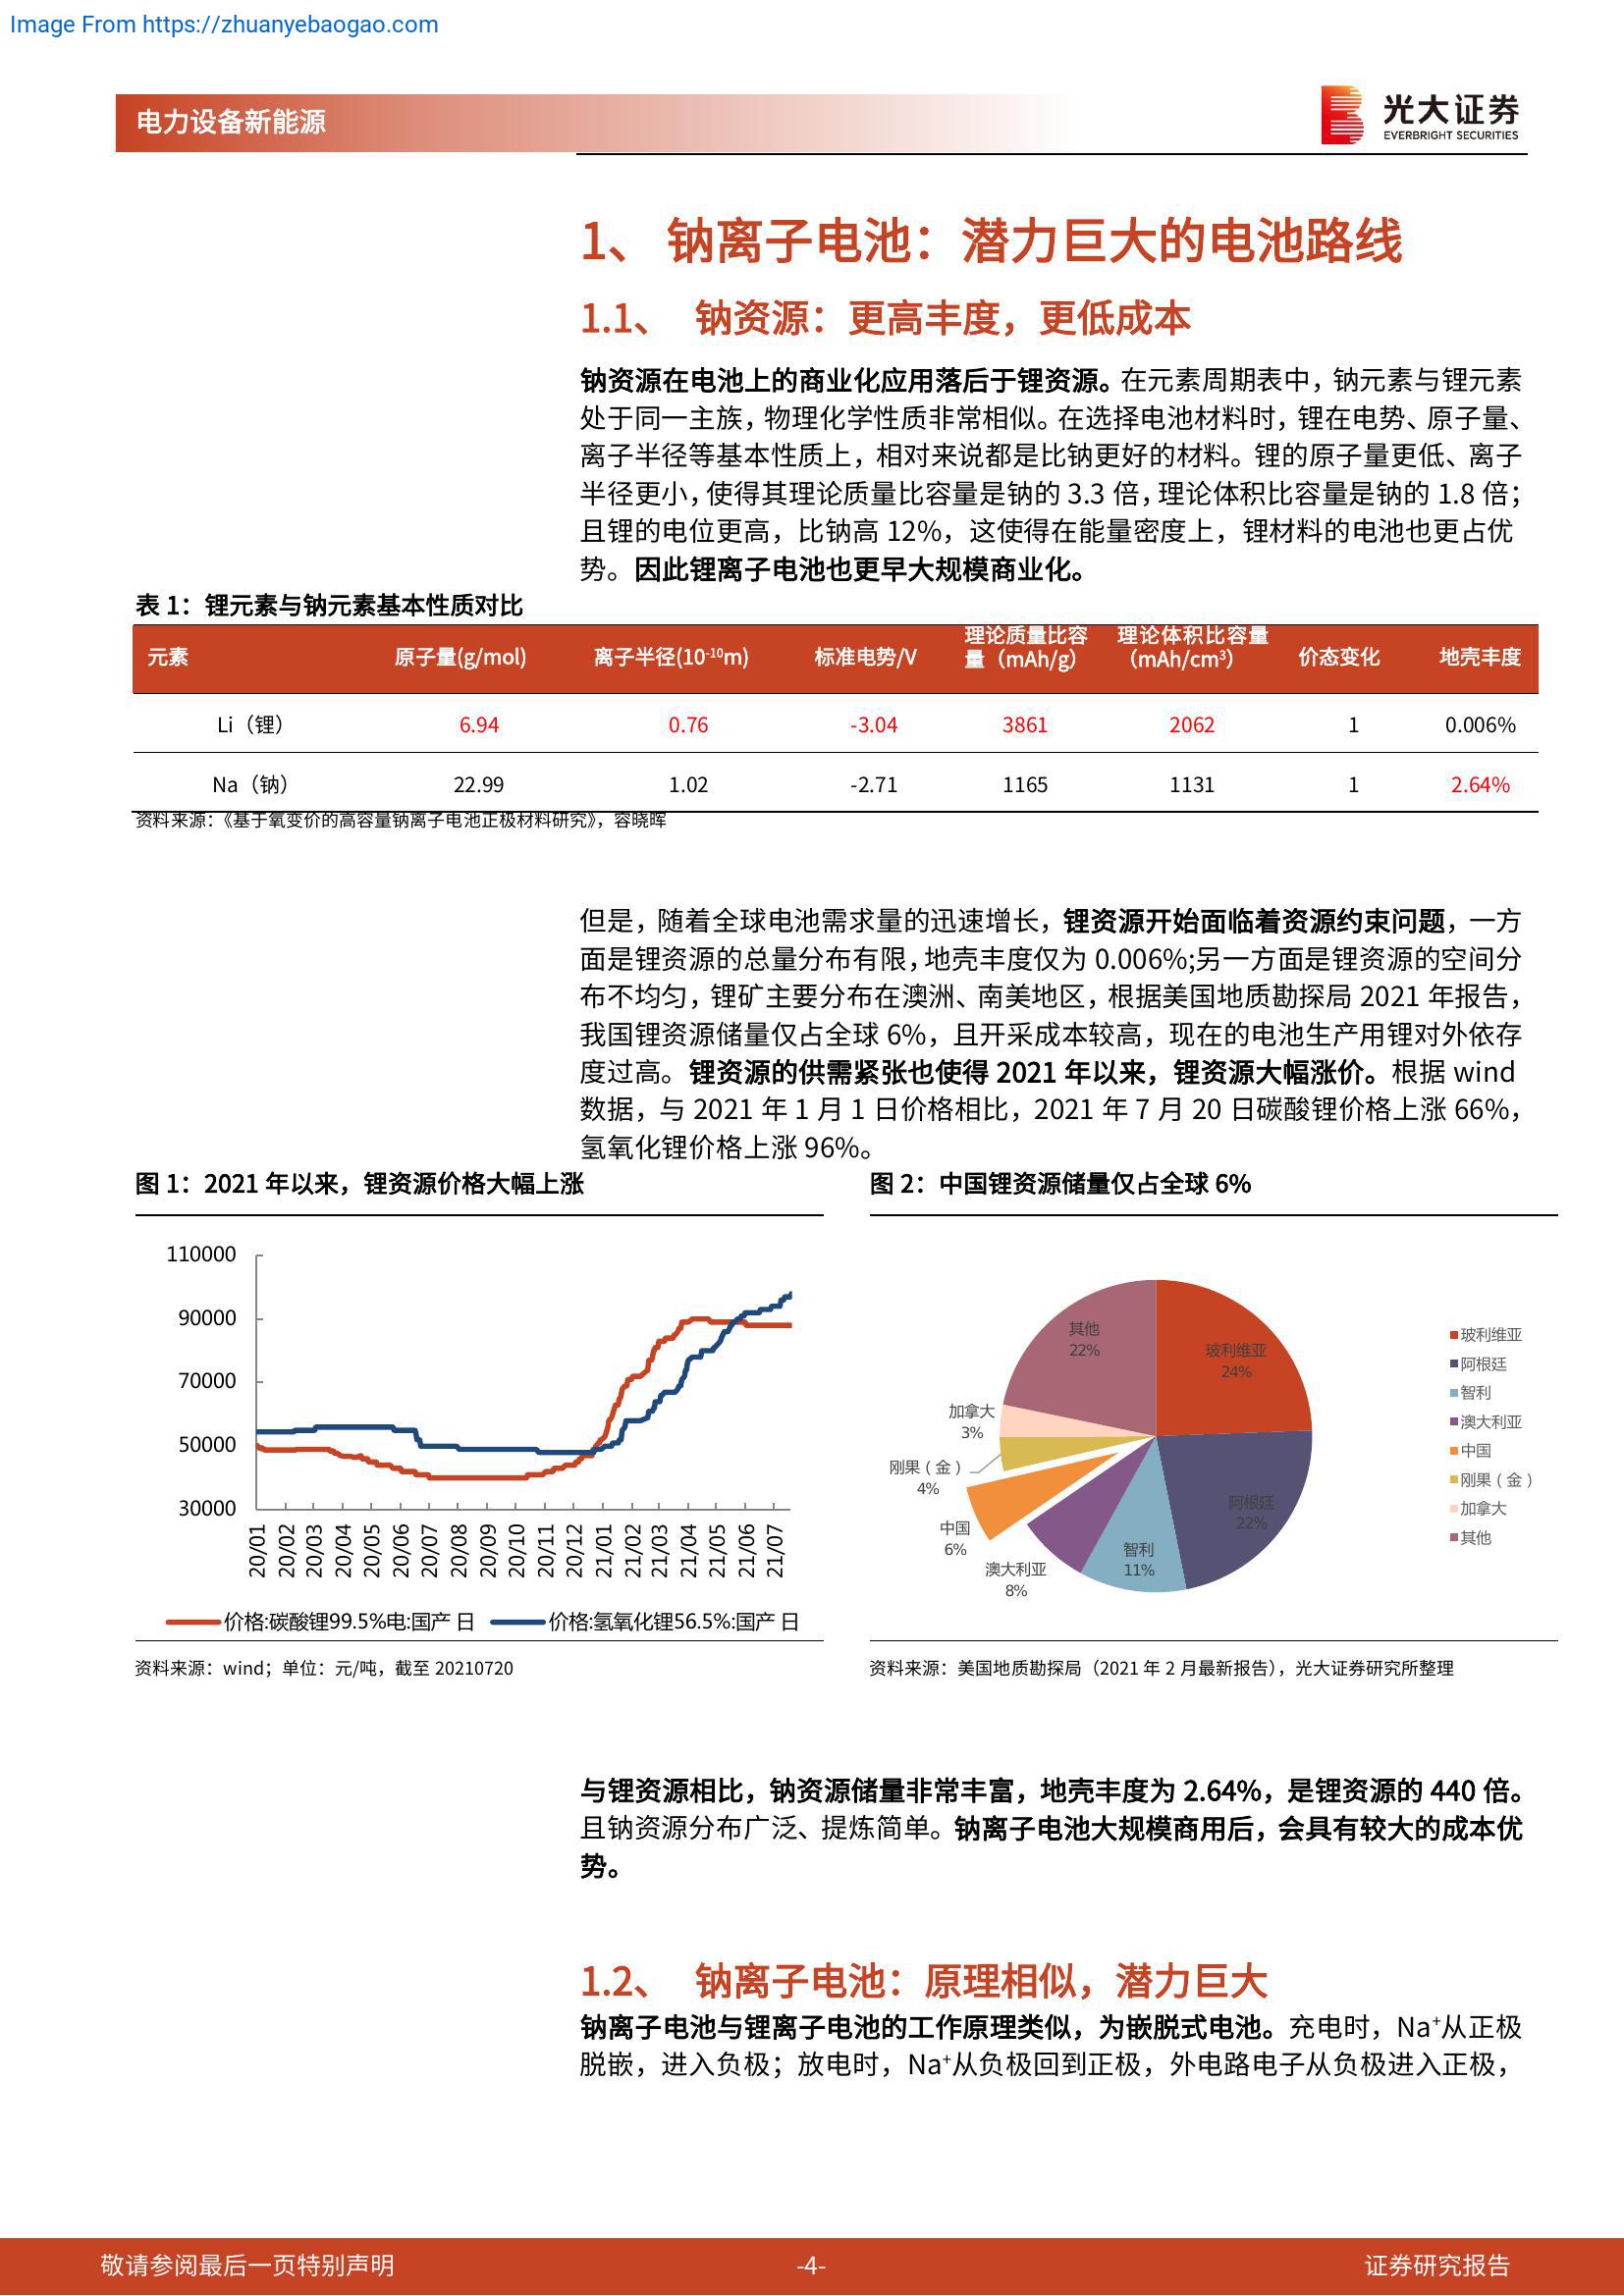 Image From https://zhuanyebaogao.com
电力设备新能源
光大证券
EVERBRIGHT SECURITIES
1、 钠离子电池：潜力巨大的电池路线
1.1、 钠资源：更高丰度，更低成本
钠资源在电池上的商业化应用落后于锂资源。在元素周期表中，钠元素与锂元素
处于同一主族，物理化学性质非常相似。在选择电池材料时，锂在电势、原子量、
离子半径等基本性质上，相对来说都是比钠更好的材料。锂的原子量更低、离子
半径更小，使得其理论质量比容量是钠的 3.3 倍，理论体积比容量是钠的 1.8 倍；
且锂的电位更高，比钠高 12%，这使得在能量密度上，锂材料的电池也更占优
势。因此锂离子电池也更早大规模商业化。
表 1：锂元素与钠元素基本性质对比
元素 原子量(g/mol) 离子半径(10⁻¹⁰m) 标准电势/V 理论质量比容量（mAh/g） 理论体积比容量（mAh/cm³） 价态变化 地壳丰度
Li（锂） 6.94 0.76 -3.04 3861 2062 1 0.006%
Na（钠） 22.99 1.02 -2.71 1165 1131 1 2.64%
资料来源：《基于氧变价的高容量钠离子电池正极材料研究》，容晓晖
但是，随着全球电池需求量的迅速增长，锂资源开始面临着资源约束问题，一方
面是锂资源的总量分布有限，地壳丰度仅为 0.006%;另一方面是锂资源的空间分
布不均匀，锂矿主要分布在澳洲、南美地区，根据美国地质勘探局 2021 年报告，
我国锂资源储量仅占全球 6%，且开采成本较高，现在的电池生产用锂对外依存
度过高。锂资源的供需紧张也使得 2021 年以来，锂资源大幅涨价。根据 wind
数据，与 2021 年 1 月 1 日价格相比，2021 年 7 月 20 日碳酸锂价格上涨 66%，
氢氧化锂价格上涨 96%。
图 1：2021 年以来，锂资源价格大幅上涨
110000
90000
70000
50000
30000
20/01 20/02 20/03 20/04 20/05 20/06 20/07 20/08 20/09 20/10 20/11 20/12 21/01 21/02 21/03 21/04 21/05 21/06 21/07
价格:碳酸锂99.5%电:国产 日 价格:氢氧化锂56.5%:国产 日
资料来源：wind；单位：元/吨，截至 20210720
图 2：中国锂资源储量仅占全球 6%
其他
22%
玻利维亚
24%
加拿大
3%
刚果（金）
4%
中国
6%
澳大利亚
8%
智利
11%
阿根廷
22%
玻利维亚
阿根廷
智利
澳大利亚
中国
刚果（金）
加拿大
其他
资料来源：美国地质勘探局（2021 年 2 月最新报告），光大证券研究所整理
与锂资源相比，钠资源储量非常丰富，地壳丰度为 2.64%，是锂资源的 440 倍。
且钠资源分布广泛、提炼简单。钠离子电池大规模商用后，会具有较大的成本优
势。
1.2、 钠离子电池：原理相似，潜力巨大
钠离子电池与锂离子电池的工作原理类似，为嵌脱式电池。充电时，Na⁺从正极
脱嵌，进入负极；放电时，Na⁺从负极回到正极，外电路电子从负极进入正极，
敬请参阅最后一页特别声明 -4- 证券研究报告